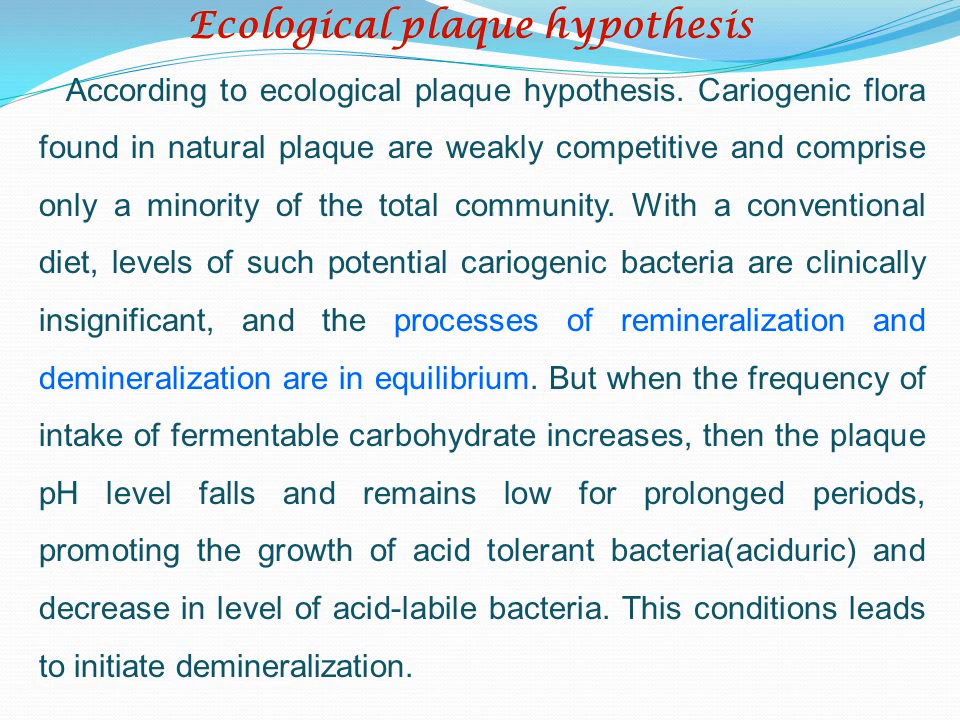 Ecological plaque hypothesis
According to ecological plaque hypothesis. Cariogenic flora
found in natural plaque are weakly competitive and comprise
only a minority of the total community. With a conventional
diet, levels of such potential cariogenic bacteria are clinically
insignificant, and the processes of remineralization and
demineralization are in equilibrium. But when the frequency of
intake of fermentable carbohydrate increases, then the plaque
pH level falls and remains low for prolonged periods,
promoting the growth of acid tolerant bacteria(aciduric) and
decrease in level of acid-labile bacteria. This conditions leads
to initiate demineralization.